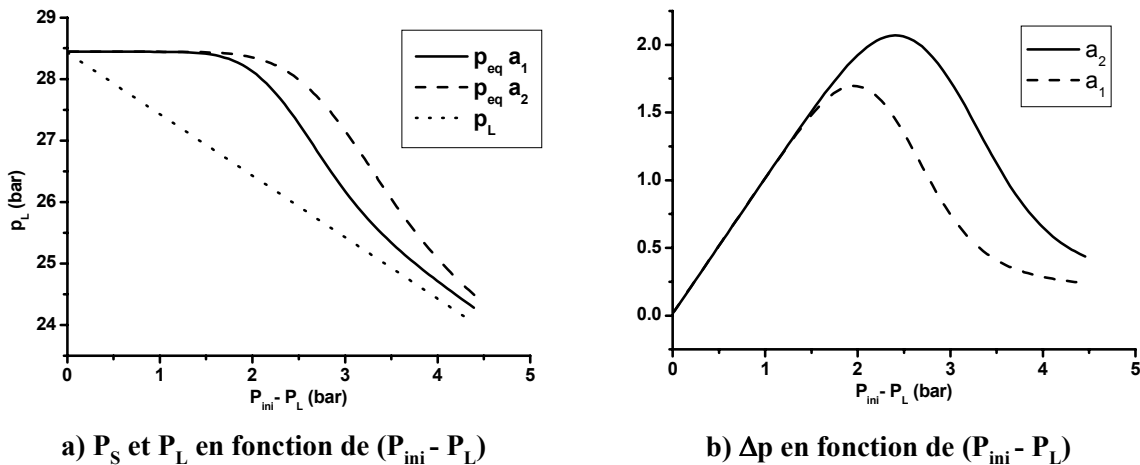 29
28
27
26
25
24
p_L (bar)
0 1 2 3 4 5
P_ini - P_L (bar)
p_eq a_1
p_eq a_2
p_L
a) P_S et P_L en fonction de (P_ini - P_L)
2.0
1.5
1.0
0.5
0.0
0 1 2 3 4 5
P_ini - P_L (bar)
a_2
a_1
b) Δp en fonction de (P_ini - P_L)